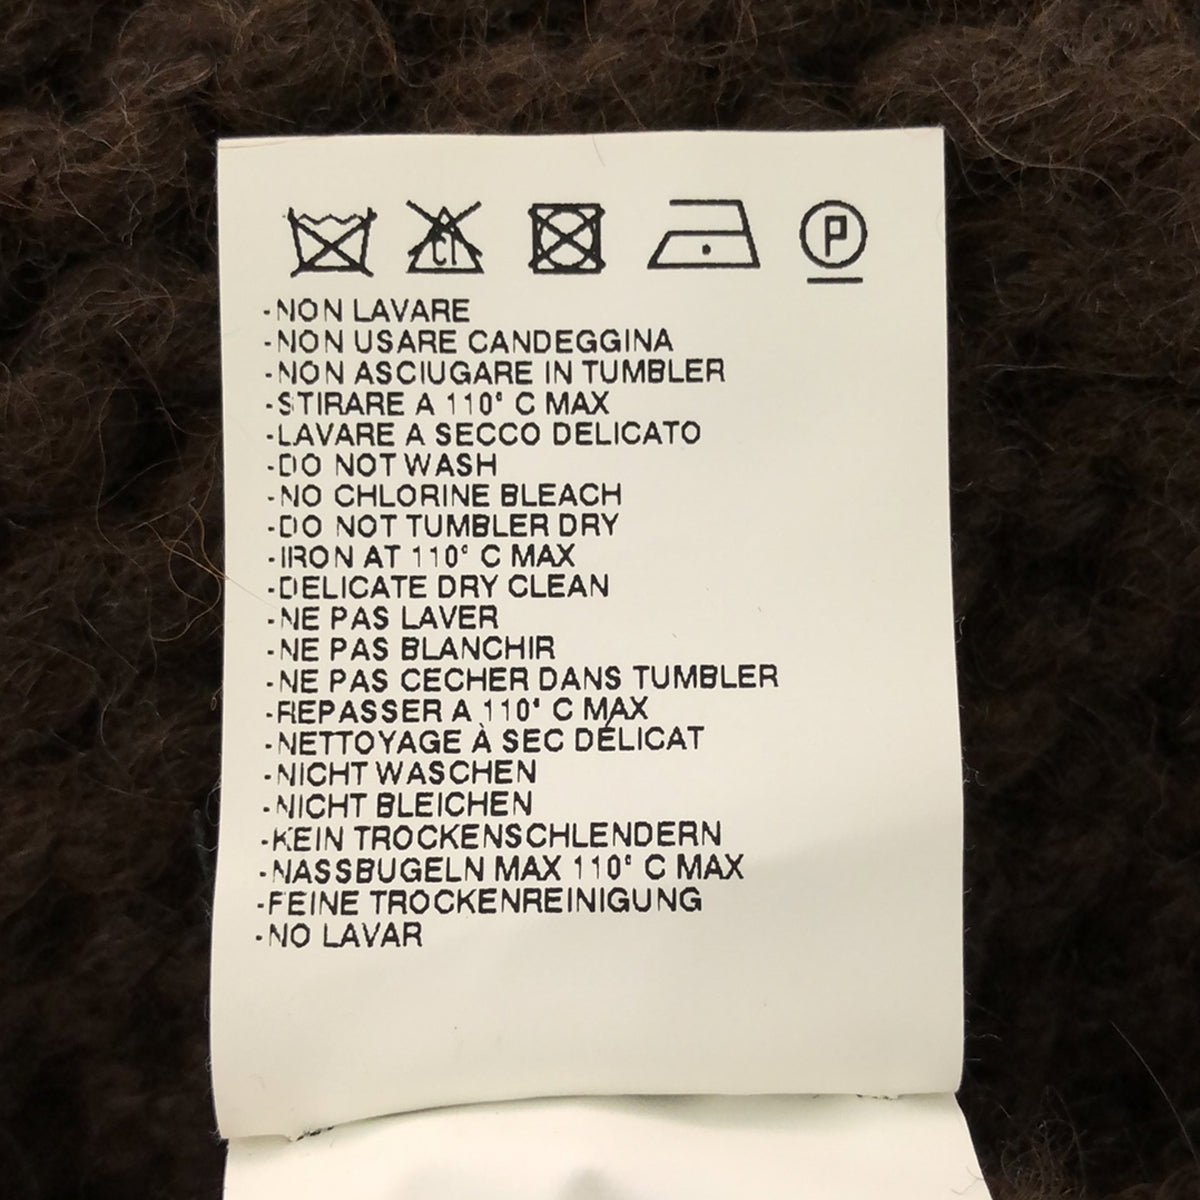 CL
P
-NON LAVARE
-NON USARE CANDEGGINA
-NON ASCIUGARE IN TUMBLER
-STIRARE A 110° C MAX
-LAVARE A SECCO DELICATO
-DO NOT WASH
-NO CHLORINE BLEACH
-DO NOT TUMBLER DRY
-IRON AT 110° C MAX
-DELICATE DRY CLEAN
-NE PAS LAVER
-NE PAS BLANCHIR
-NE PAS CECHER DANS TUMBLER
-REPASSER A 110° C MAX
-NETTOYAGE À SEC DÉLICAT
-NICHT WASCHEN
-NICHT BLEICHEN
-KEIN TROCKENSCHLENDERN
-NASSBUGELN MAX 110° C MAX
-FEINE TROCKENREINIGUNG
-NO LAVAR